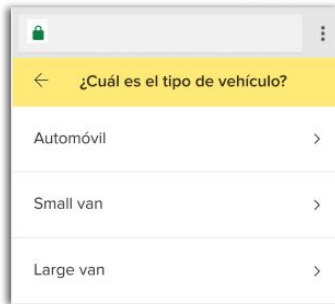 ¿Cuál es el tipo de vehículo?
Automóvil
Small van
Large van